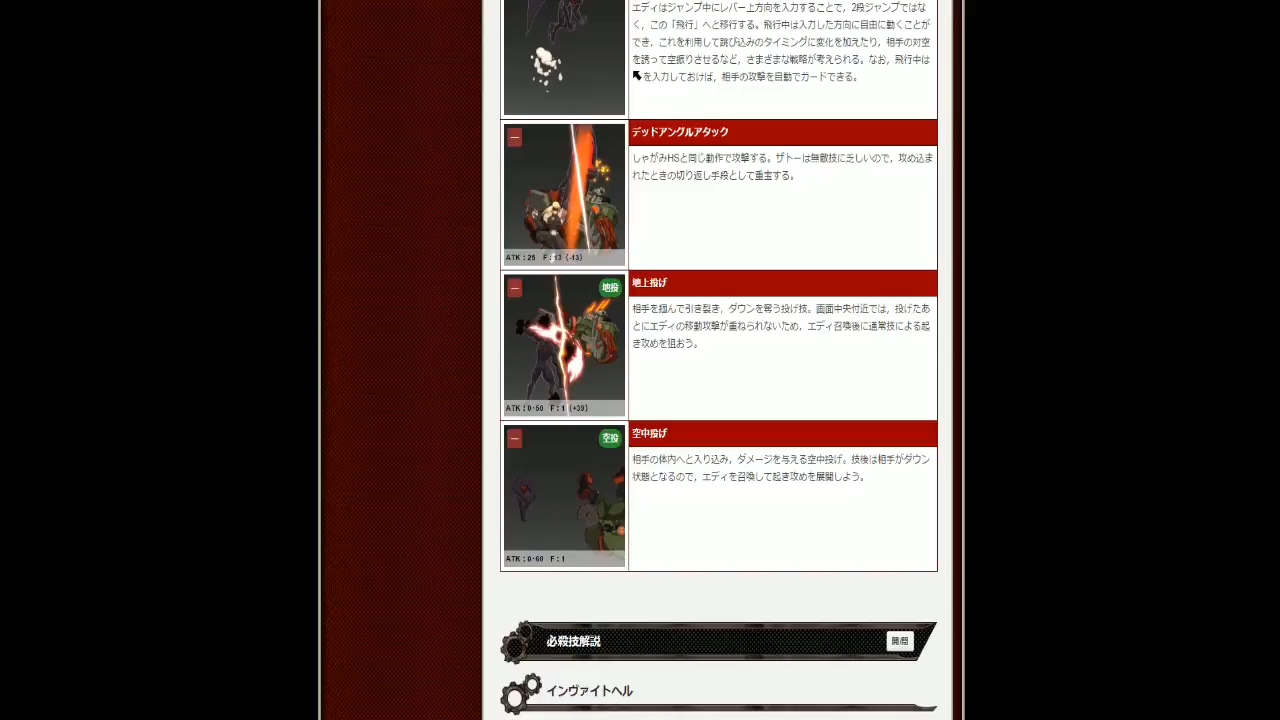 エディはジャンプ中にレバー上方向を入力することで，2段ジャンプではな
く，この「飛行」へと移行する。飛行中は入力した方向に自由に動くことが
でき，これを利用して跳び込みのタイミングに変化を加えたり，相手の対空
を誘って空振りさせるなど，さまざまな戦略が考えられる。なお，飛行中は
を入力しておけば，相手の攻撃を自動でガードできる。
デッドアングルアタック
しゃがみHSと同じ動作で攻撃する。ザトーは無敵技に乏しいので，攻め込ま
れたときの切り返し手段として重宝する。
ATK：25 F：13 (-13)
地上投げ
地投
相手を掴んで引き裂き，ダウンを奪う投げ技。画面中央付近では，投げたあ
とにエディの移動攻撃が重ねられないため，エディ召喚後に通常技による起
き攻めを狙おう。
ATK：0･50 F：1 (+39)
空中投げ
空投
相手の体内へと入り込み，ダメージを与える空中投げ。技後は相手がダウン
状態となるので，エディを召喚して起き攻めを展開しよう。
ATK：0･60 F：1
必殺技解説
開/閉
インヴァイトヘル